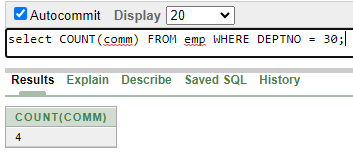 Autocommit Display 20
select COUNT(comm) FROM emp WHERE DEPTNO = 30;
Results Explain Describe Saved SQL History
COUNT(COMM)
4